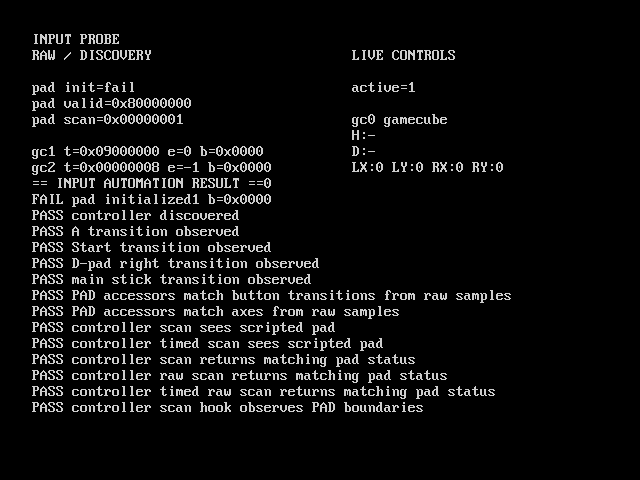 INPUT PROBE
RAW / DISCOVERY LIVE CONTROLS
pad init=fail active=1
pad valid=0x80000000
pad scan=0x00000001 gc0 gamecube
H:-
gc1 t=0x09000000 e=0 b=0x0000 D:-
gc2 t=0x00000008 e=-1 b=0x0000 LX:0 LY:0 RX:0 RY:0
== INPUT AUTOMATION RESULT ==0
FAIL pad initialized1 b=0x0000
PASS controller discovered
PASS A transition observed
PASS Start transition observed
PASS D-pad right transition observed
PASS main stick transition observed
PASS PAD accessors match button transitions from raw samples
PASS PAD accessors match axes from raw samples
PASS controller scan sees scripted pad
PASS controller timed scan sees scripted pad
PASS controller scan returns matching pad status
PASS controller raw scan returns matching pad status
PASS controller timed raw scan returns matching pad status
PASS controller scan hook observes PAD boundaries